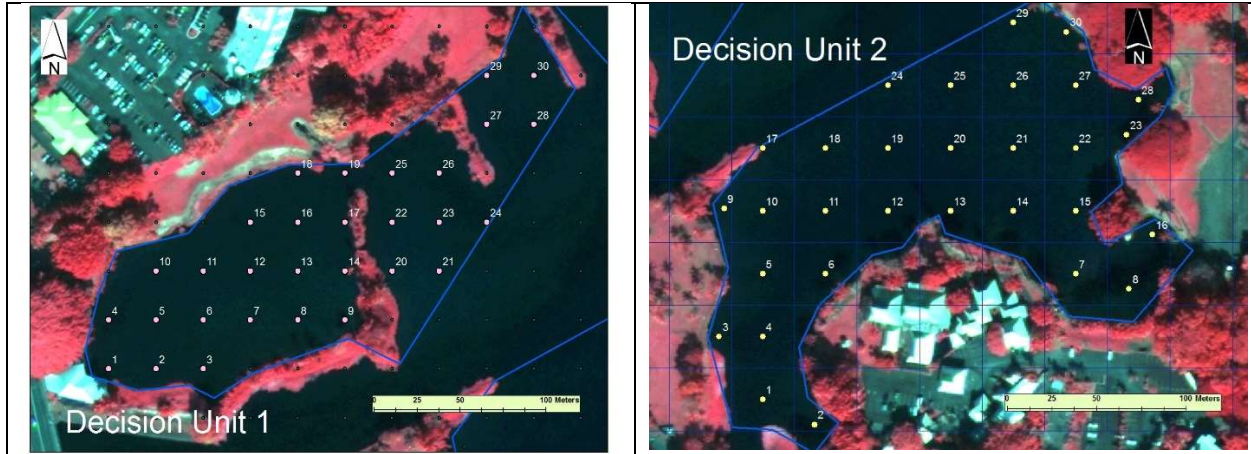 N
29 30
27 28
18 19 25 26
15 16 17 22 23 24
10 11 12 13 14 20 21
4 5 6 7 8 9
1 2 3
0 25 50 100 Meters
Decision Unit 1
Decision Unit 2
N
29
30
24 25 26 27
28
23
17 18 19 20 21 22
9 10 11 12 13 14 15
16
5 6 7
8
3 4
1
2
0 25 50 100 Meters